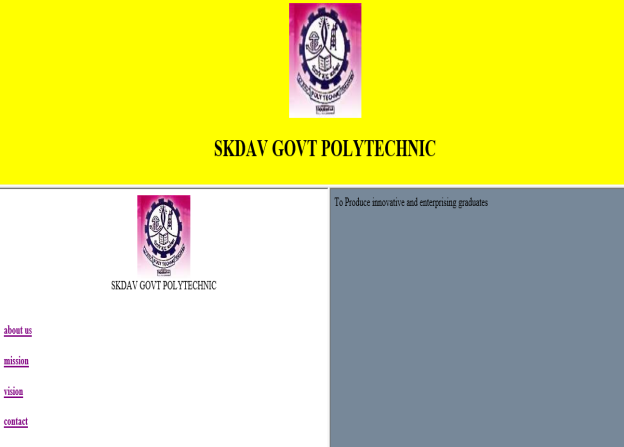 SKDAV GOVT POLYTECHNIC
SKDAV GOVT POLYTECHNIC
about us
mission
vision
contact
To Produce innovative and enterprising graduates